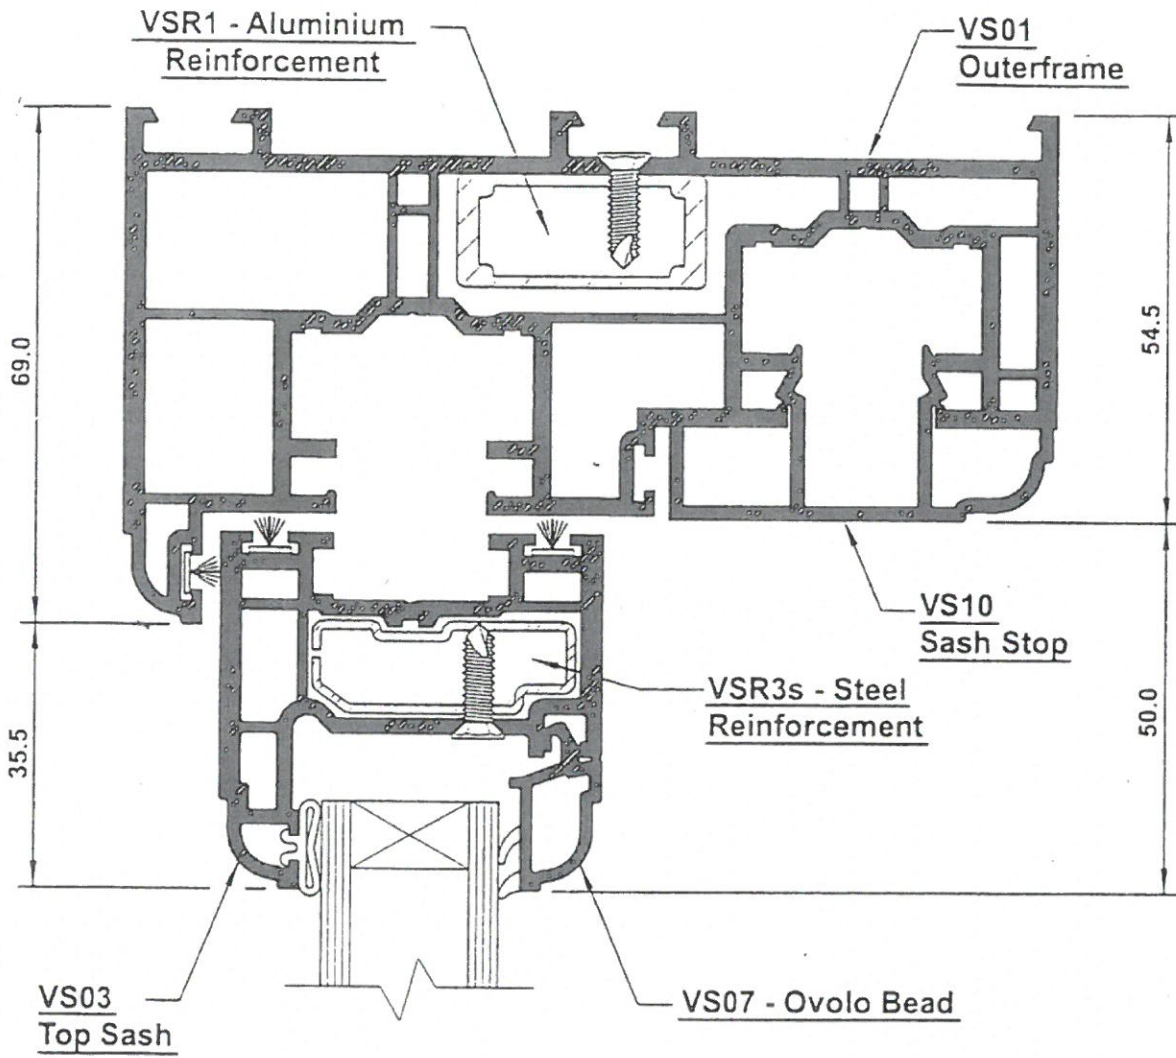 VSR1 - Aluminium
Reinforcement
VS01
Outerframe
69.0
54.5
VS10
Sash Stop
VSR3s - Steel
Reinforcement
35.5
50.0
VS03
Top Sash
VS07 - Ovolo Bead